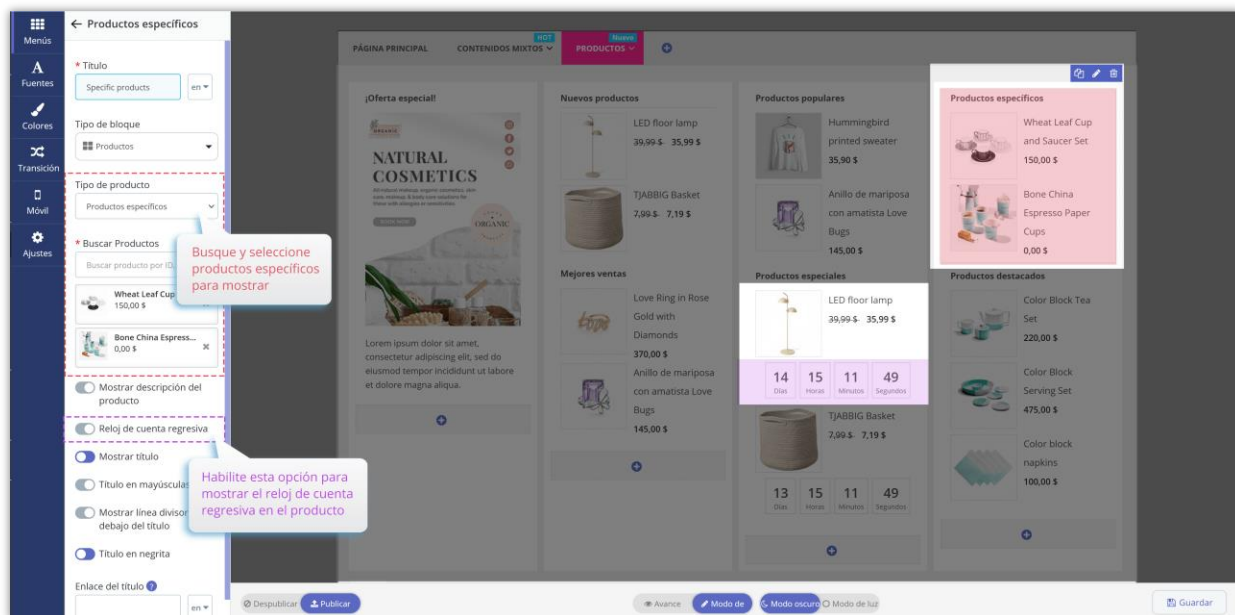 Menús
Fuentes
Colores
Transición
Móvil
Ajustes
← Productos específicos
* Título
Specific products
en
Tipo de bloque
Productos
Tipo de producto
Productos específicos
* Buscar Productos
Buscar producto por ID,
Wheat Leaf Cup
150,00 $
Bone China Espress...
0,00 $
Mostrar descripción del
producto
Reloj de cuenta regresiva
Mostrar título
Título en mayúsculas
Mostrar línea divisor
debajo del título
Título en negrita
Enlace del título
en
Busque y seleccione
productos específicos
para mostrar
Habilite esta opción para
mostrar el reloj de cuenta
regresiva en el producto
PÁGINA PRINCIPAL
CONTENIDOS MIXTOS
HOT
PRODUCTOS
Nuevo
¡Oferta especial!
ORGANIC
NATURAL
COSMETICS
ORGANIC
Lorem ipsum dolor sit amet,
consectetur adipiscing elit, sed do
eiusmod tempor incididunt ut labore
et dolore magna aliqua.
Nuevos productos
LED floor lamp
39,99 $ 35,99 $
TJABBIG Basket
7,99 $ 7,19 $
Mejores ventas
Love Ring in Rose
Gold with
Diamonds
370,00 $
Anillo de mariposa
con amatista Love
Bugs
145,00 $
Productos populares
Hummingbird
printed sweater
35,90 $
Anillo de mariposa
con amatista Love
Bugs
145,00 $
Productos especiales
LED floor lamp
39,99 $ 35,99 $
14 15 11 49
Días Horas Minutos Segundos
TJABBIG Basket
7,99 $ 7,19 $
13 15 11 49
Días Horas Minutos Segundos
Productos específicos
Wheat Leaf Cup
and Saucer Set
150,00 $
Bone China
Espresso Paper
Cups
0,00 $
Productos destacados
Color Block Tea
Set
220,00 $
Color Block
Serving Set
475,00 $
Color block
napkins
100,00 $
Despublicar
Publicar
Avance
Modo de
Modo oscuro
Modo de luz
Guardar